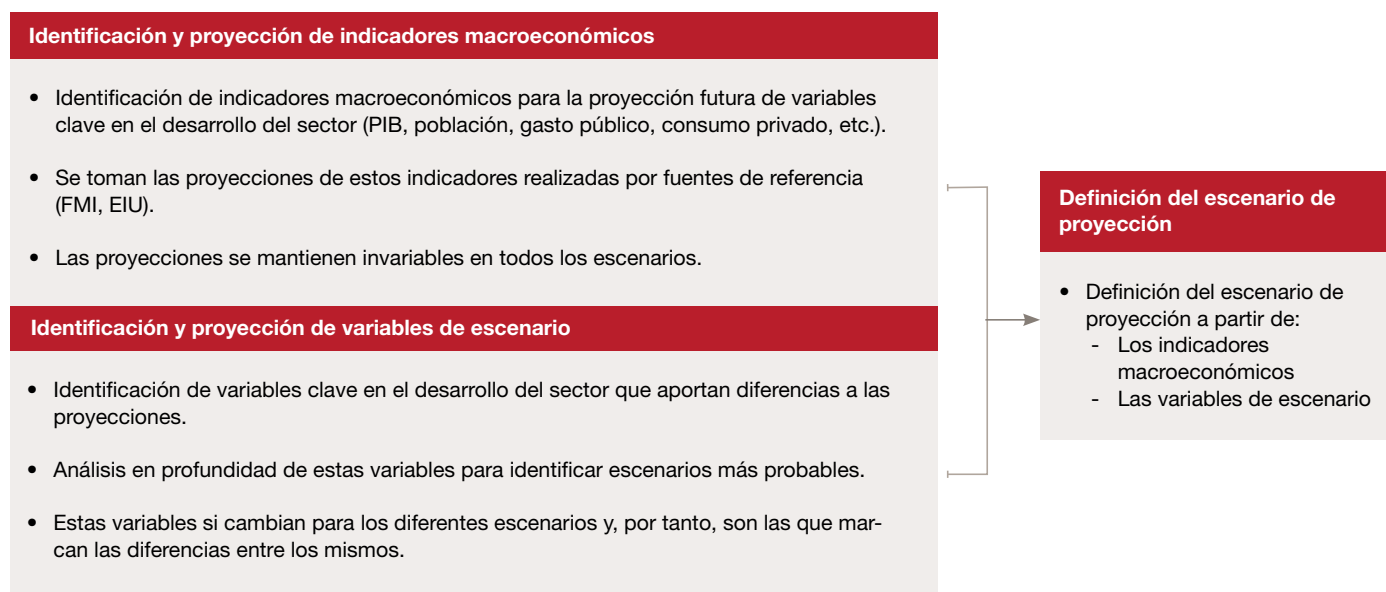 Identificación y proyección de indicadores macroeconómicos
• Identificación de indicadores macroeconómicos para la proyección futura de variables
clave en el desarrollo del sector (PIB, población, gasto público, consumo privado, etc.).
• Se toman las proyecciones de estos indicadores realizadas por fuentes de referencia
(FMI, EIU).
• Las proyecciones se mantienen invariables en todos los escenarios.
Identificación y proyección de variables de escenario
• Identificación de variables clave en el desarrollo del sector que aportan diferencias a las
proyecciones.
• Análisis en profundidad de estas variables para identificar escenarios más probables.
• Estas variables si cambian para los diferentes escenarios y, por tanto, son las que mar-
can las diferencias entre los mismos.
Definición del escenario de
proyección
• Definición del escenario de
proyección a partir de:
- Los indicadores
macroeconómicos
- Las variables de escenario